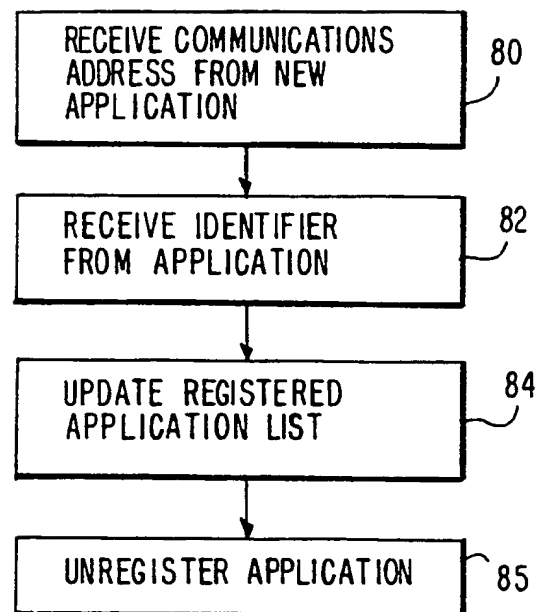 RECEIVE COMMUNICATIONS
ADDRESS FROM NEW
APPLICATION
80
RECEIVE IDENTIFIER
FROM APPLICATION
82
UPDATE REGISTERED
APPLICATION LIST
84
UNREGISTER APPLICATION
85